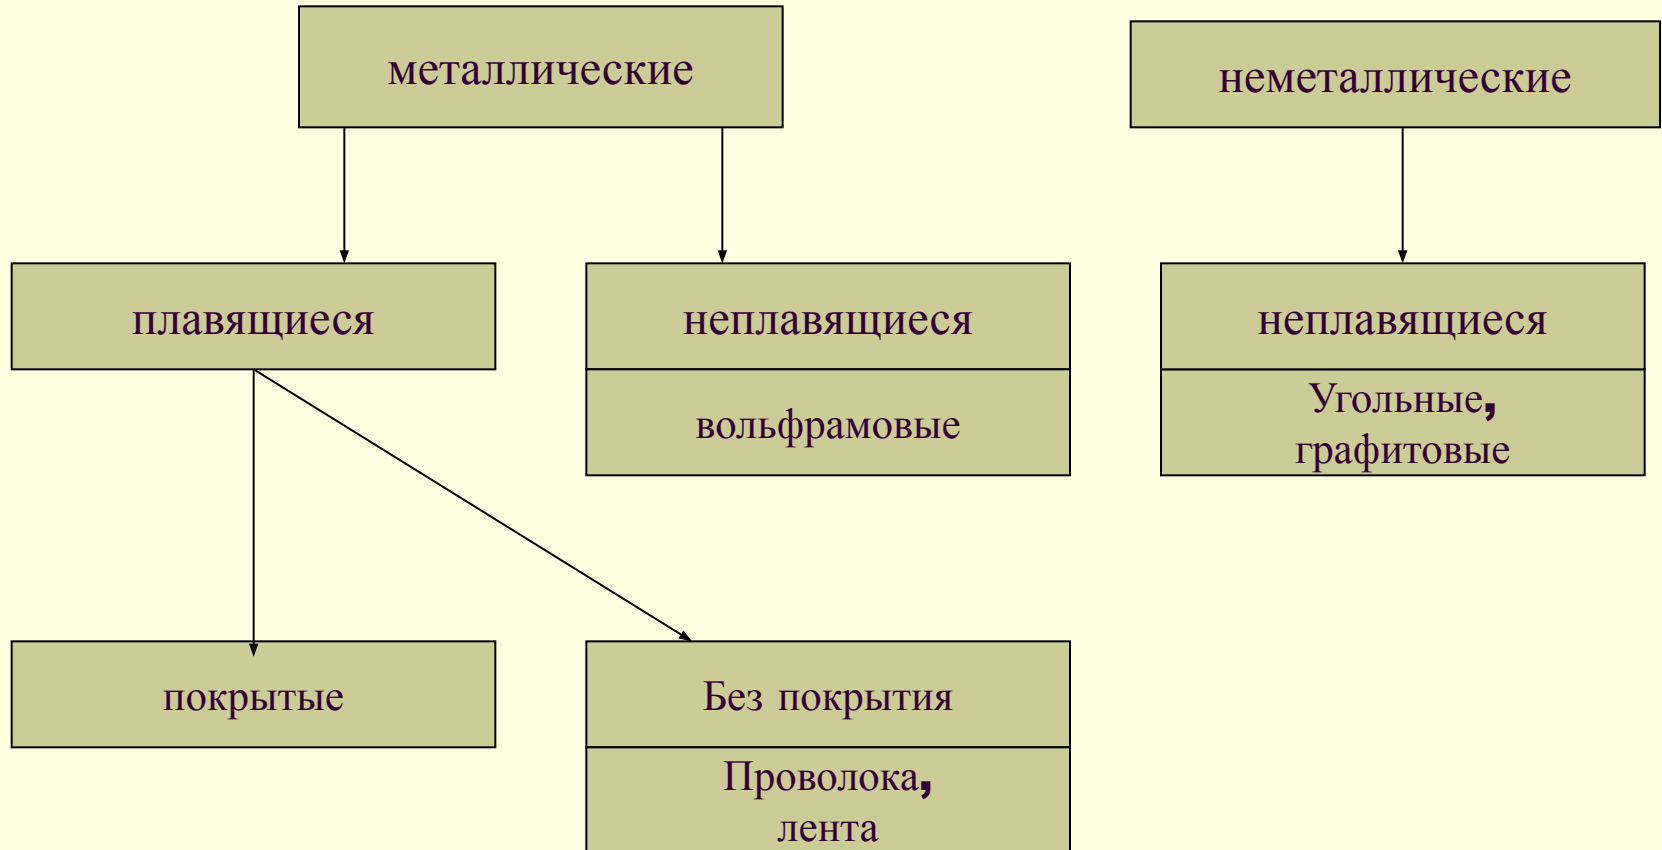 металлические
неметаллические
плавящиеся
неплавящиеся
неплавящиеся
вольфрамовые
Угольные,
графитовые
покрытые
Без покрытия
Проволока,
лента